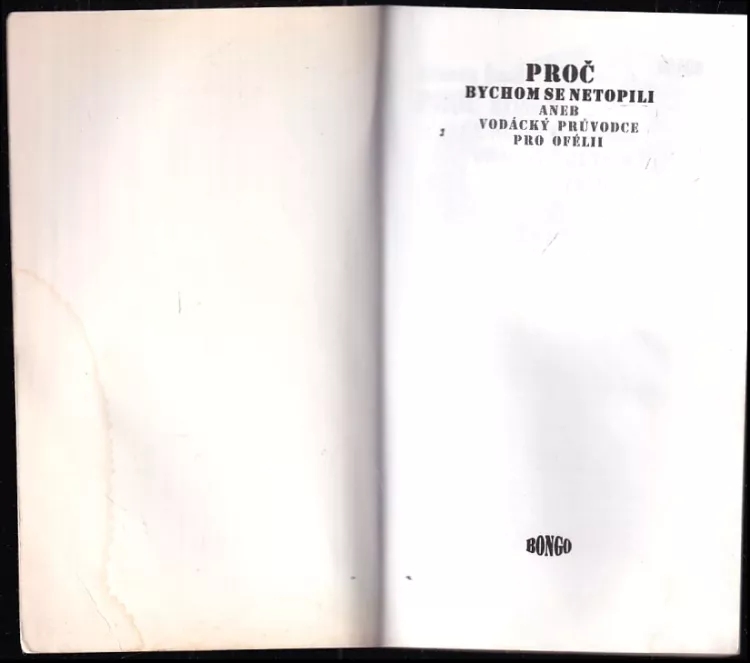 PROČ
BYCHOM SE NETOPILI
ANEB
VODÁCKÝ PRŮVODCE
PRO OFÉLII
BONGO